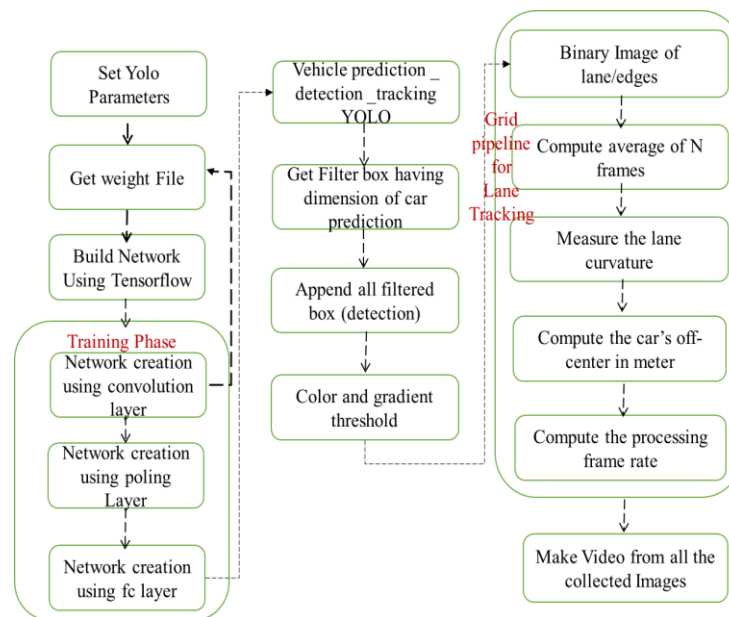 Set Yolo
Parameters
Get weight File
Build Network
Using Tensorflow
Training Phase
Network creation
using convolution
layer
Network creation
using poling
Layer
Network creation
using fc layer
Vehicle prediction _
detection _tracking
YOLO
Get Filter box having
dimension of car
prediction
Append all filtered
box (detection)
Color and gradient
threshold
Grid
pipeline
for
Lane
Tracking
Binary Image of
lane/edges
Compute average of N
frames
Measure the lane
curvature
Compute the car’s off-
center in meter
Compute the processing
frame rate
Make Video from all the
collected Images